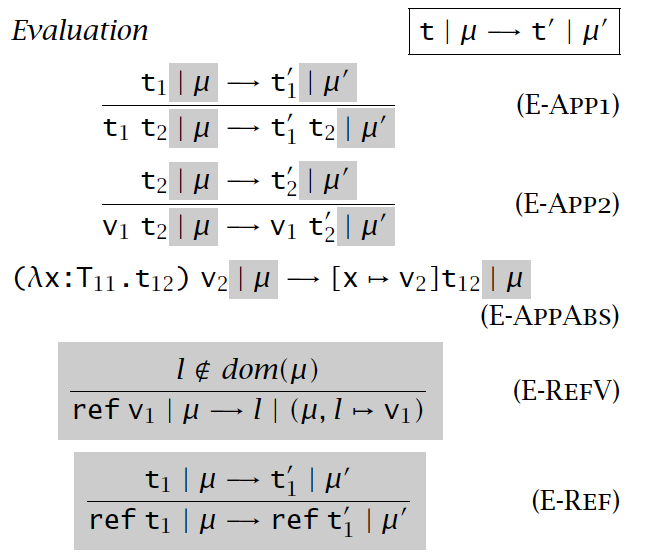 Evaluation t | μ ⟶ t′ | μ′
t₁ | μ ⟶ t′₁ | μ′
t₁ t₂ | μ ⟶ t′₁ t₂ | μ′ (E-App1)
t₂ | μ ⟶ t′₂ | μ′
v₁ t₂ | μ ⟶ v₁ t′₂ | μ′ (E-App2)
(λx:T₁₁.t₁₂) v₂ | μ ⟶ [x ↦ v₂]t₁₂ | μ
(E-AppAbs)
l ∉ dom(μ)
ref v₁ | μ ⟶ l | (μ, l ↦ v₁) (E-RefV)
t₁ | μ ⟶ t′₁ | μ′
ref t₁ | μ ⟶ ref t′₁ | μ′ (E-Ref)